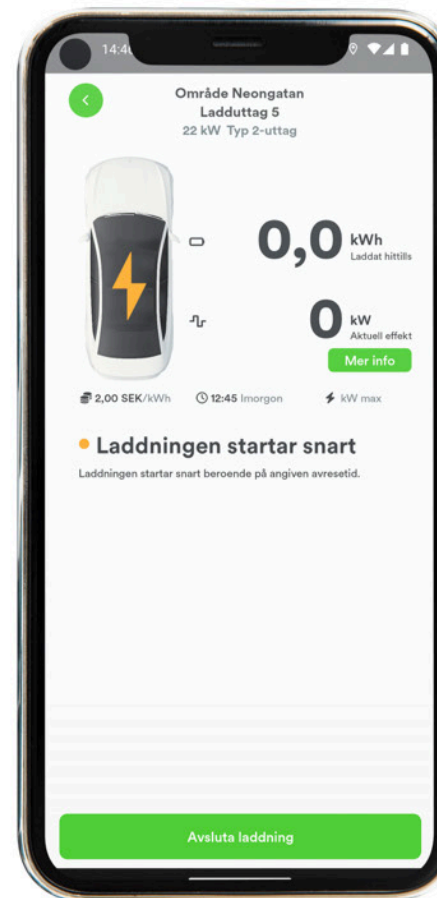 Område Neongatan
Ladduttag 5
22 kW Typ 2-uttag
0,0 kWh
Laddat hittills
0 kW
Aktuell effekt
Mer info
2,00 SEK/kWh 12:45 Imorgon kW max
Laddningen startar snart
Laddningen startar snart beroende på angiven avresetid.
Avsluta laddning